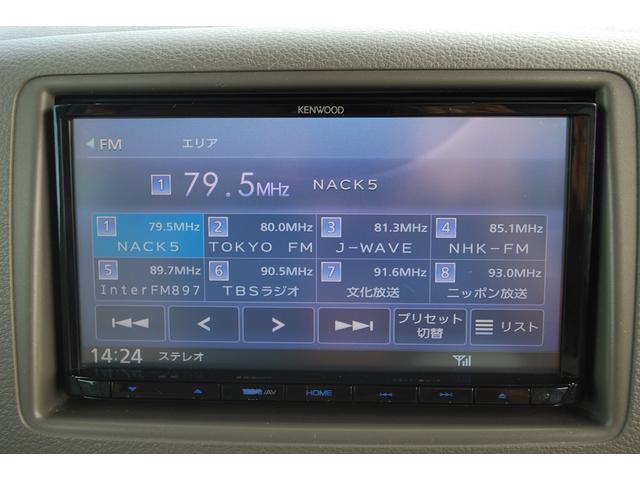 KENWOOD
FM エリア
1 79.5MHz NACK5
1 79.5MHz 2 80.0MHz 3 81.3MHz 4 85.1MHz
NACK5 TOKYO FM J-WAVE NHK-FM
5 89.7MHz 6 90.5MHz 7 91.6MHz 8 93.0MHz
InterFM897 TBSラジオ 文化放送 ニッポン放送
プリセット
切替 リスト
14:24 ステレオ
/AV HOME